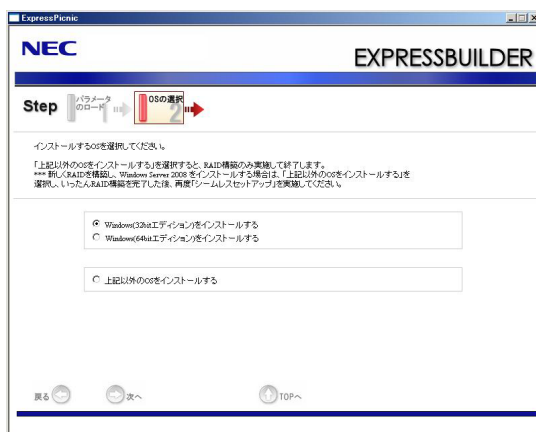 ExpressPicnic
NEC
EXPRESSBUILDER
Step
パラメータ
のロード
1
OSの選択
2
インストールするOSを選択してください。
「上記以外のOSをインストールする」を選択すると、RAID構築のみ実施して終了します。
*** 新しくRAIDを構築し、Windows Server 2008 をインストールする場合は、「上記以外のOSをインストールする」を
選択し、いったんRAID構築を完了した後、再度「シームレスセットアップ」を実施してください。
Windows(32bitエディション)をインストールする
Windows(64bitエディション)をインストールする
上記以外のOSをインストールする
戻る
次へ
TOPへ